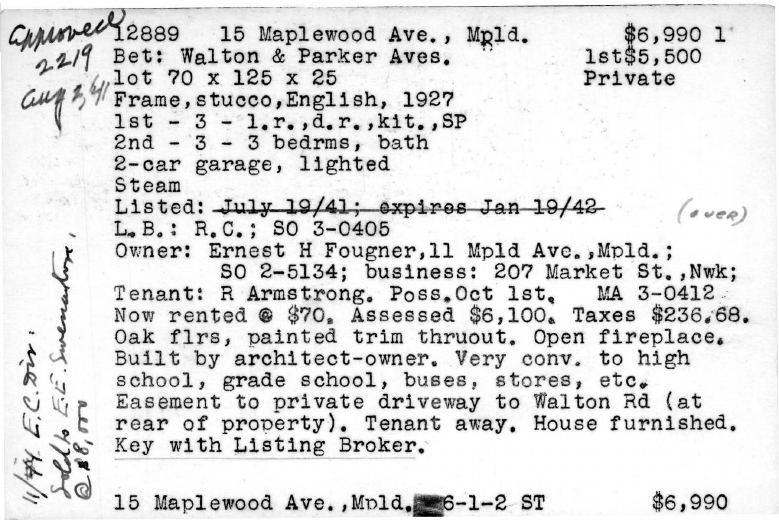 Approved
2219
Aug 2, 41
12889 15 Maplewood Ave., Mpld. $6,990 1
Bet: Walton & Parker Aves. 1st$5,500
lot 70 x 125 x 25 Private
Frame,stucco,English, 1927
1st - 3 - l.r.,d.r.,kit.,SP
2nd - 3 - 3 bedrms, bath
2-car garage, lighted
Steam
Listed: July 19/41; expires Jan 19/42 (over)
L.B.: R.C.; SO 3-0405
Owner: Ernest H Fougner,11 Mpld Ave.,Mpld.;
SO 2-5134; business: 207 Market St.,Nwk;
Tenant: R Armstrong. Poss.Oct 1st. MA 3-0412
Now rented @ $70. Assessed $6,100. Taxes $236.68.
Oak flrs, painted trim thruout. Open fireplace.
Built by architect-owner. Very conv. to high
school, grade school, buses, stores, etc.
Easement to private driveway to Walton Rd (at
rear of property). Tenant away. House furnished.
Key with Listing Broker.
15 Maplewood Ave.,Mpld. 6-1-2 ST $6,990
11/44 E.C. Div.
Sold to E.E.
@ $8,000